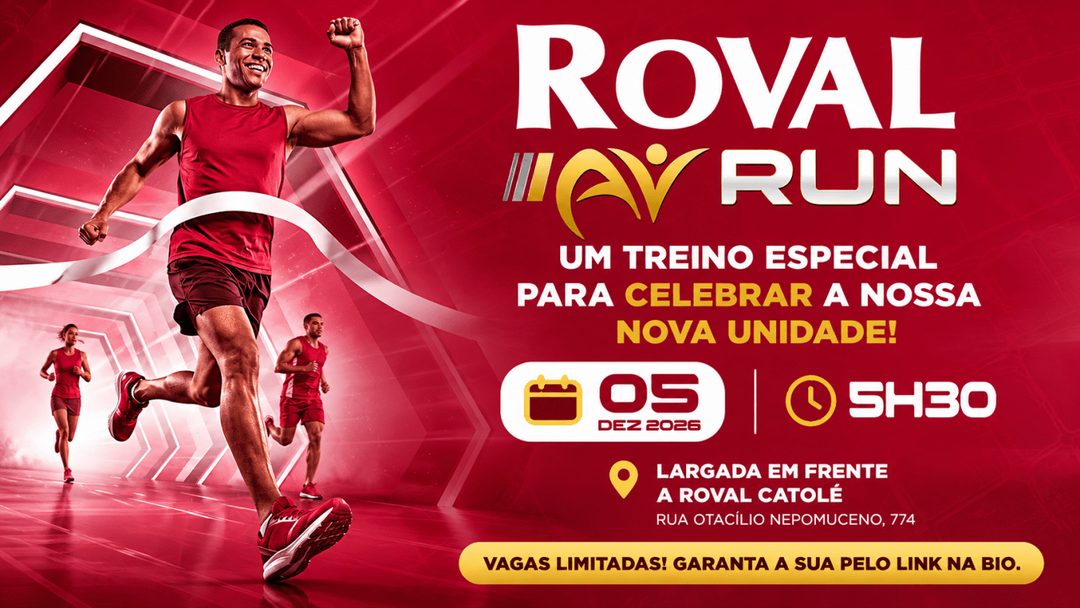 ROVAL
AV RUN
UM TREINO ESPECIAL
PARA CELEBRAR A NOSSA
NOVA UNIDADE!
05
DEZ 2026
5H30
LARGADA EM FRENTE
A ROVAL CATOLÉ
RUA OTACÍLIO NEPOMUCENO, 774
VAGAS LIMITADAS! GARANTA A SUA PELO LINK NA BIO.